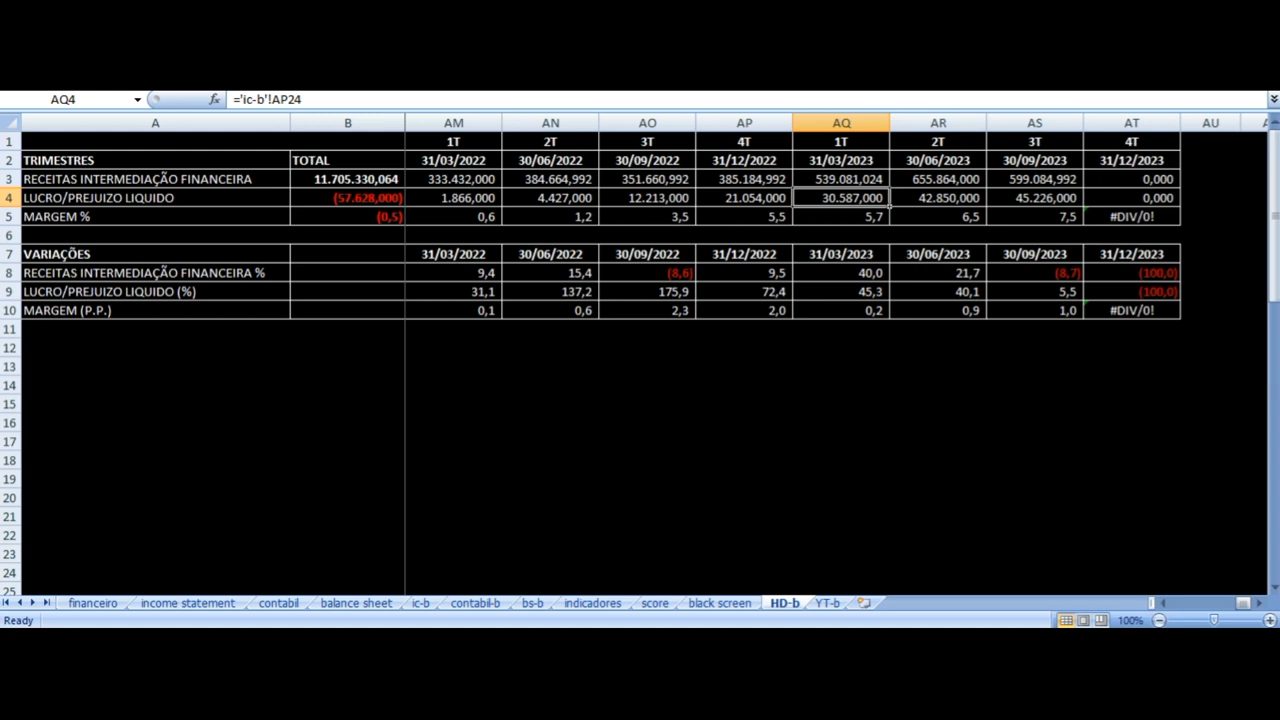 AQ4 fx ='ic-b'!AP24
A B AM AN AO AP AQ AR AS AT AU
1 1T 2T 3T 4T 1T 2T 3T 4T
2 TRIMESTRES TOTAL 31/03/2022 30/06/2022 30/09/2022 31/12/2022 31/03/2023 30/06/2023 30/09/2023 31/12/2023
3 RECEITAS INTERMEDIAÇÃO FINANCEIRA 11.705.330,064 333.432,000 384.664,992 351.660,992 385.184,992 539.081,024 655.864,000 599.084,992 0,000
4 LUCRO/PREJUIZO LIQUIDO (57.628,000) 1.866,000 4.427,000 12.213,000 21.054,000 30.587,000 42.850,000 45.226,000 0,000
5 MARGEM % (0,5) 0,6 1,2 3,5 5,5 5,7 6,5 7,5 #DIV/0!
6
7 VARIAÇÕES 31/03/2022 30/06/2022 30/09/2022 31/12/2022 31/03/2023 30/06/2023 30/09/2023 31/12/2023
8 RECEITAS INTERMEDIAÇÃO FINANCEIRA % 9,4 15,4 (8,6) 9,5 40,0 21,7 (8,7) (100,0)
9 LUCRO/PREJUIZO LIQUIDO (%) 31,1 137,2 175,9 72,4 45,3 40,1 5,5 (100,0)
10 MARGEM (P.P.) 0,1 0,6 2,3 2,0 0,2 0,9 1,0 #DIV/0!
11
12
13
14
15
16
17
18
19
20
21
22
23
24
25
financeiro income statement contabil balance sheet ic-b contabil-b bs-b indicadores score black screen HD-b YT-b
Ready 100%